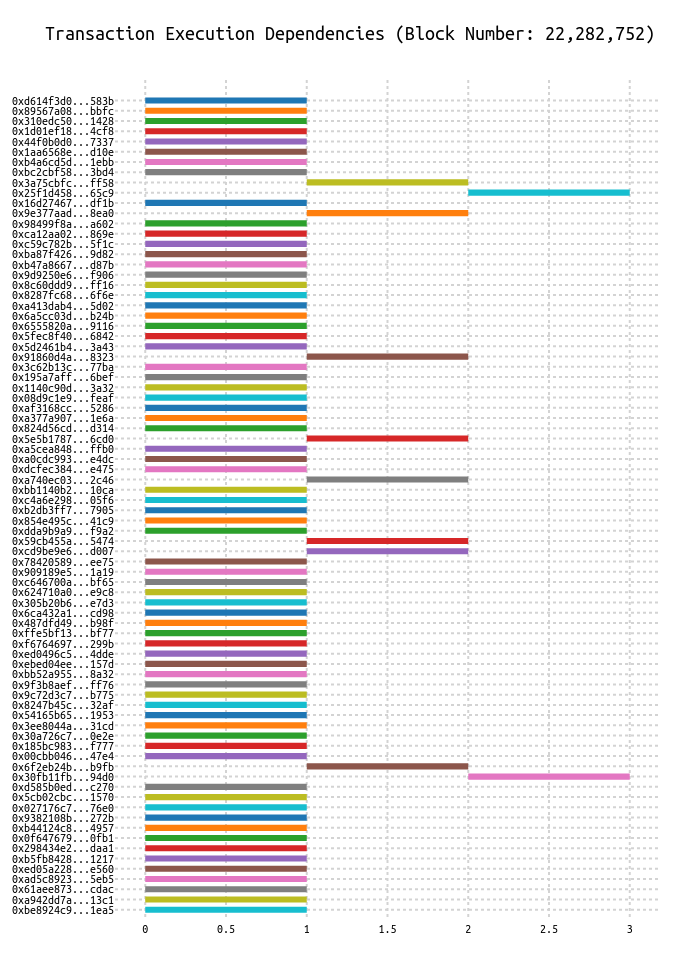 Transaction Execution Dependencies (Block Number: 22,282,752)
0xd614f3d0...583b
0x89567a08...bbfc
0x310edc50...1428
0x1d01ef18...4cf8
0x44f0b0d0...7337
0x1aa6568e...d10e
0xb4a6cd5d...1ebb
0xbc2cbf58...3bd4
0x3a75cbfc...ff58
0x25f1d458...65c9
0x16d27467...df1b
0x9e377aad...8ea0
0x98499f8a...a602
0xca12aa02...869e
0xc59c782b...5f1c
0xba87f426...9d82
0xb47a8667...d87b
0x9d9250e6...f906
0x8c60ddd9...ff16
0x8287fc68...6f6e
0xa413dab4...5d02
0x6a5cc03d...b24b
0x6555820a...9116
0x5fec8f40...6842
0x5d2461b4...3a43
0x91860d4a...8323
0x3c62b13c...77ba
0x195a7aff...6bef
0x1140c90d...3a32
0x08d9c1e9...feaf
0xaf3168cc...5286
0xa377a907...1e6a
0x824d56cd...d314
0x5e5b1787...6cd0
0xa5cea848...ffb0
0xa0cdc993...e4dc
0xdcfec384...e475
0xa740ec03...2c46
0xbb1140b2...10ca
0xc4a6e298...05f6
0xb2db3ff7...7905
0x854e495c...41c9
0xdda9b9a9...f9a2
0x59cb455a...5474
0xcd9be9e6...d007
0x78420589...ee75
0x909189e5...1a19
0xc646700a...bf65
0x624710a0...e9c8
0x305b20b6...e7d3
0x6ca432a1...cd98
0x487dfd49...b98f
0xffe5bf13...bf77
0xf6764697...299b
0xed0496c5...4dde
0xebed04ee...157d
0xbb52a955...8a32
0x9f3b8aef...ff76
0x9c72d3c7...b775
0x8247b45c...32af
0x54165b65...1953
0x3ee8044a...31cd
0x30a726c7...0e2e
0x185bc983...f777
0x00cbb046...47e4
0x6f2eb24b...b9fb
0x30fb11fb...94d0
0xd585b0ed...c270
0x5cb02cbc...1570
0x027176c7...76e0
0x9382108b...272b
0xb44124c8...4957
0x0f647679...0fb1
0x298434e2...daa1
0xb5fb8428...1217
0xed05a228...e560
0xad5c8923...5eb5
0x61aee873...cdac
0xa942dd7a...13c1
0xbe8924c9...1ea5
0 0.5 1 1.5 2 2.5 3